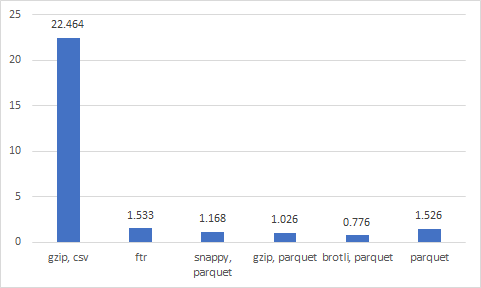 25
22.464
20
15
10
5
1.533
1.168
1.026
0.776
1.526
0
gzip, csv
ftr
snappy,
parquet
gzip, parquet
brotli, parquet
parquet